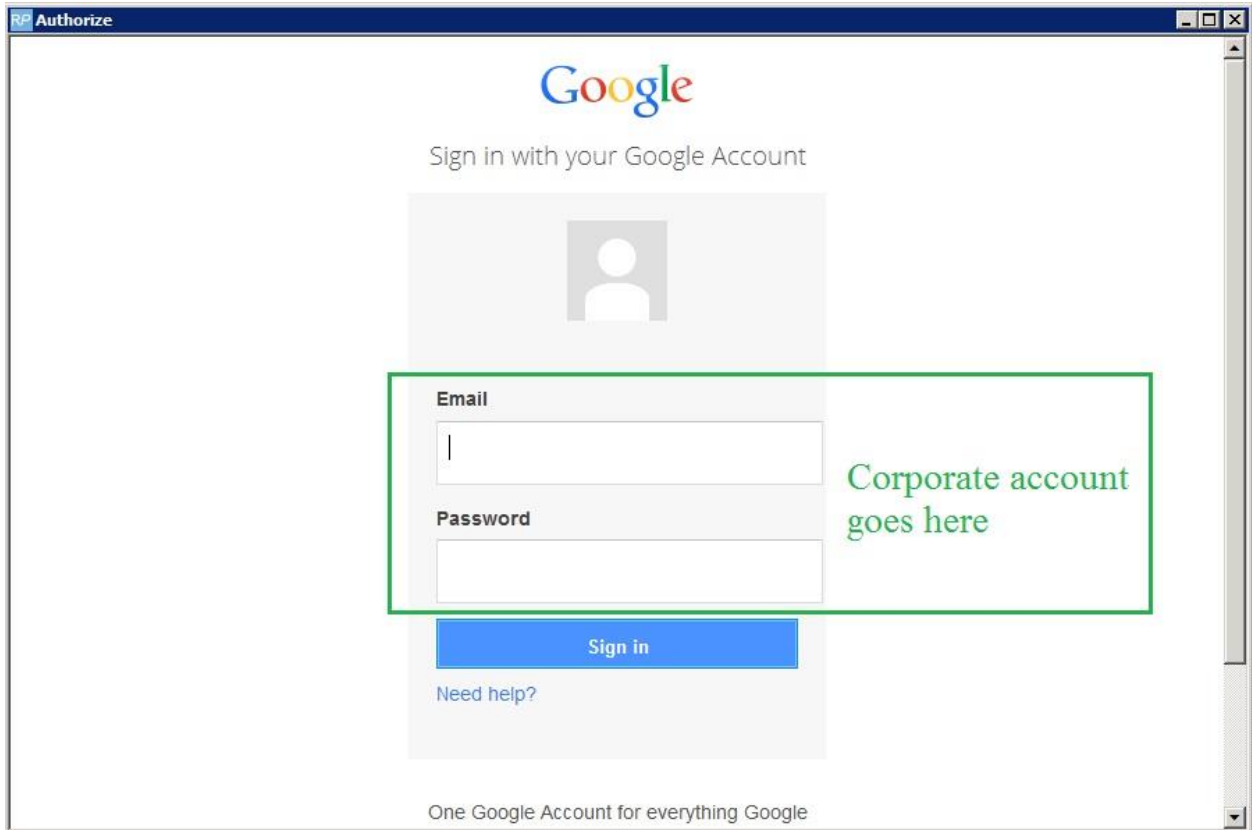 RP Authorize
Google
Sign in with your Google Account
Email
Corporate account
goes here
Password
Sign in
Need help?
One Google Account for everything Google